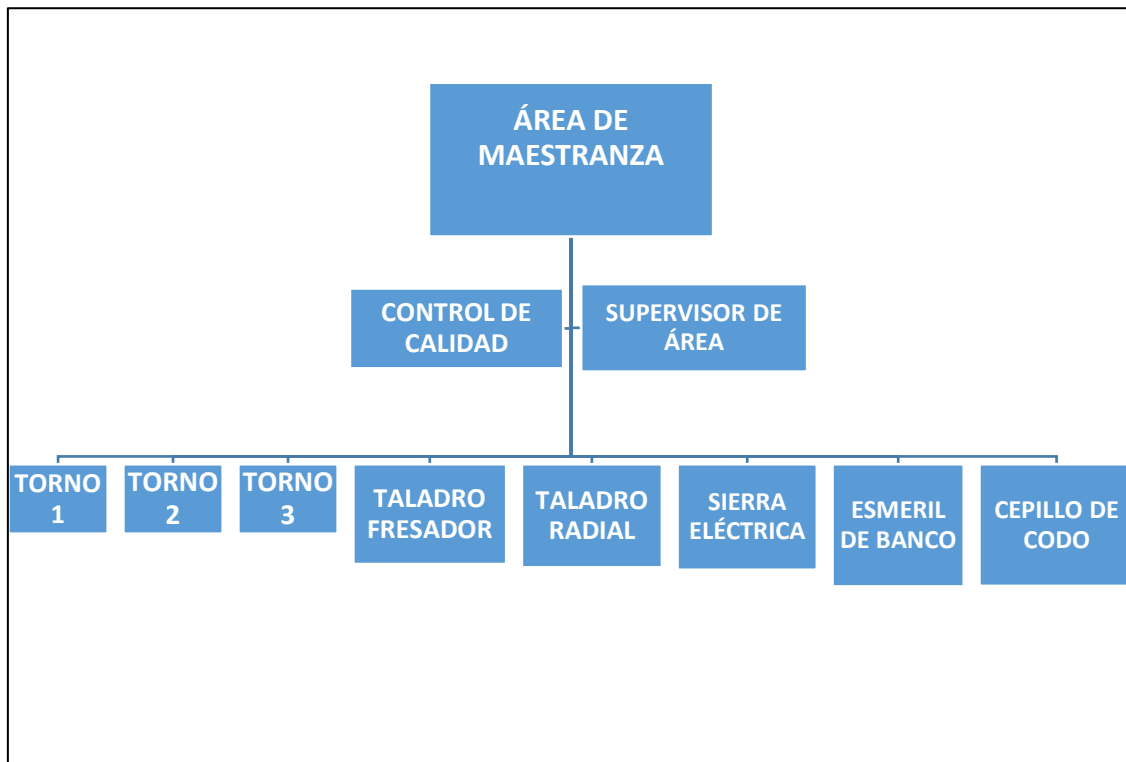 ÁREA DE
MAESTRANZA
CONTROL DE
CALIDAD
SUPERVISOR DE
ÁREA
TORNO
1
TORNO
2
TORNO
3
TALADRO
FRESADOR
TALADRO
RADIAL
SIERRA
ELÉCTRICA
ESMERIL
DE BANCO
CEPILLO DE
CODO